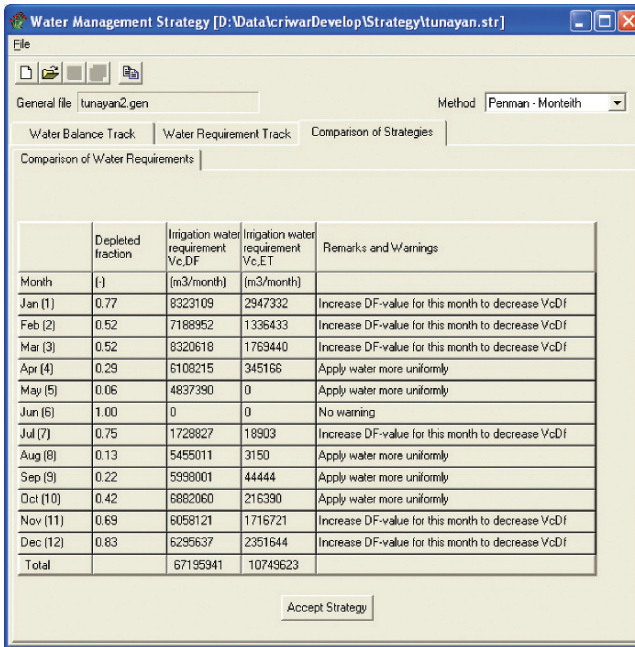 Water Management Strategy [D:\Data\criwarDevelop\Strategy\tunayan.str]
File
General file tunayan2.gen Method Penman - Monteith
Water Balance Track Water Requirement Track Comparison of Strategies
Comparison of Water Requirements
Depleted fraction Irrigation water requirement Vc,DF Irrigation water requirement Vc,ET Remarks and Warnings
Month (-) (m3/month) (m3/month)
Jan (1) 0.77 8323109 2947332 Increase DF-value for this month to decrease VcDf
Feb (2) 0.52 7188952 1336433 Increase DF-value for this month to decrease VcDf
Mar (3) 0.52 8320618 1769440 Increase DF-value for this month to decrease VcDf
Apr (4) 0.29 6108215 345166 Apply water more uniformly
May (5) 0.06 4837390 0 Apply water more uniformly
Jun (6) 1.00 0 0 No warning
Jul (7) 0.75 1728827 18903 Increase DF-value for this month to decrease VcDf
Aug (8) 0.13 5455011 3150 Apply water more uniformly
Sep (9) 0.22 5998001 44444 Apply water more uniformly
Oct (10) 0.42 6882060 216390 Apply water more uniformly
Nov (11) 0.69 6058121 1716721 Increase DF-value for this month to decrease VcDf
Dec (12) 0.83 6295637 2351644 Increase DF-value for this month to decrease VcDf
Total 67195941 10749623
Accept Strategy